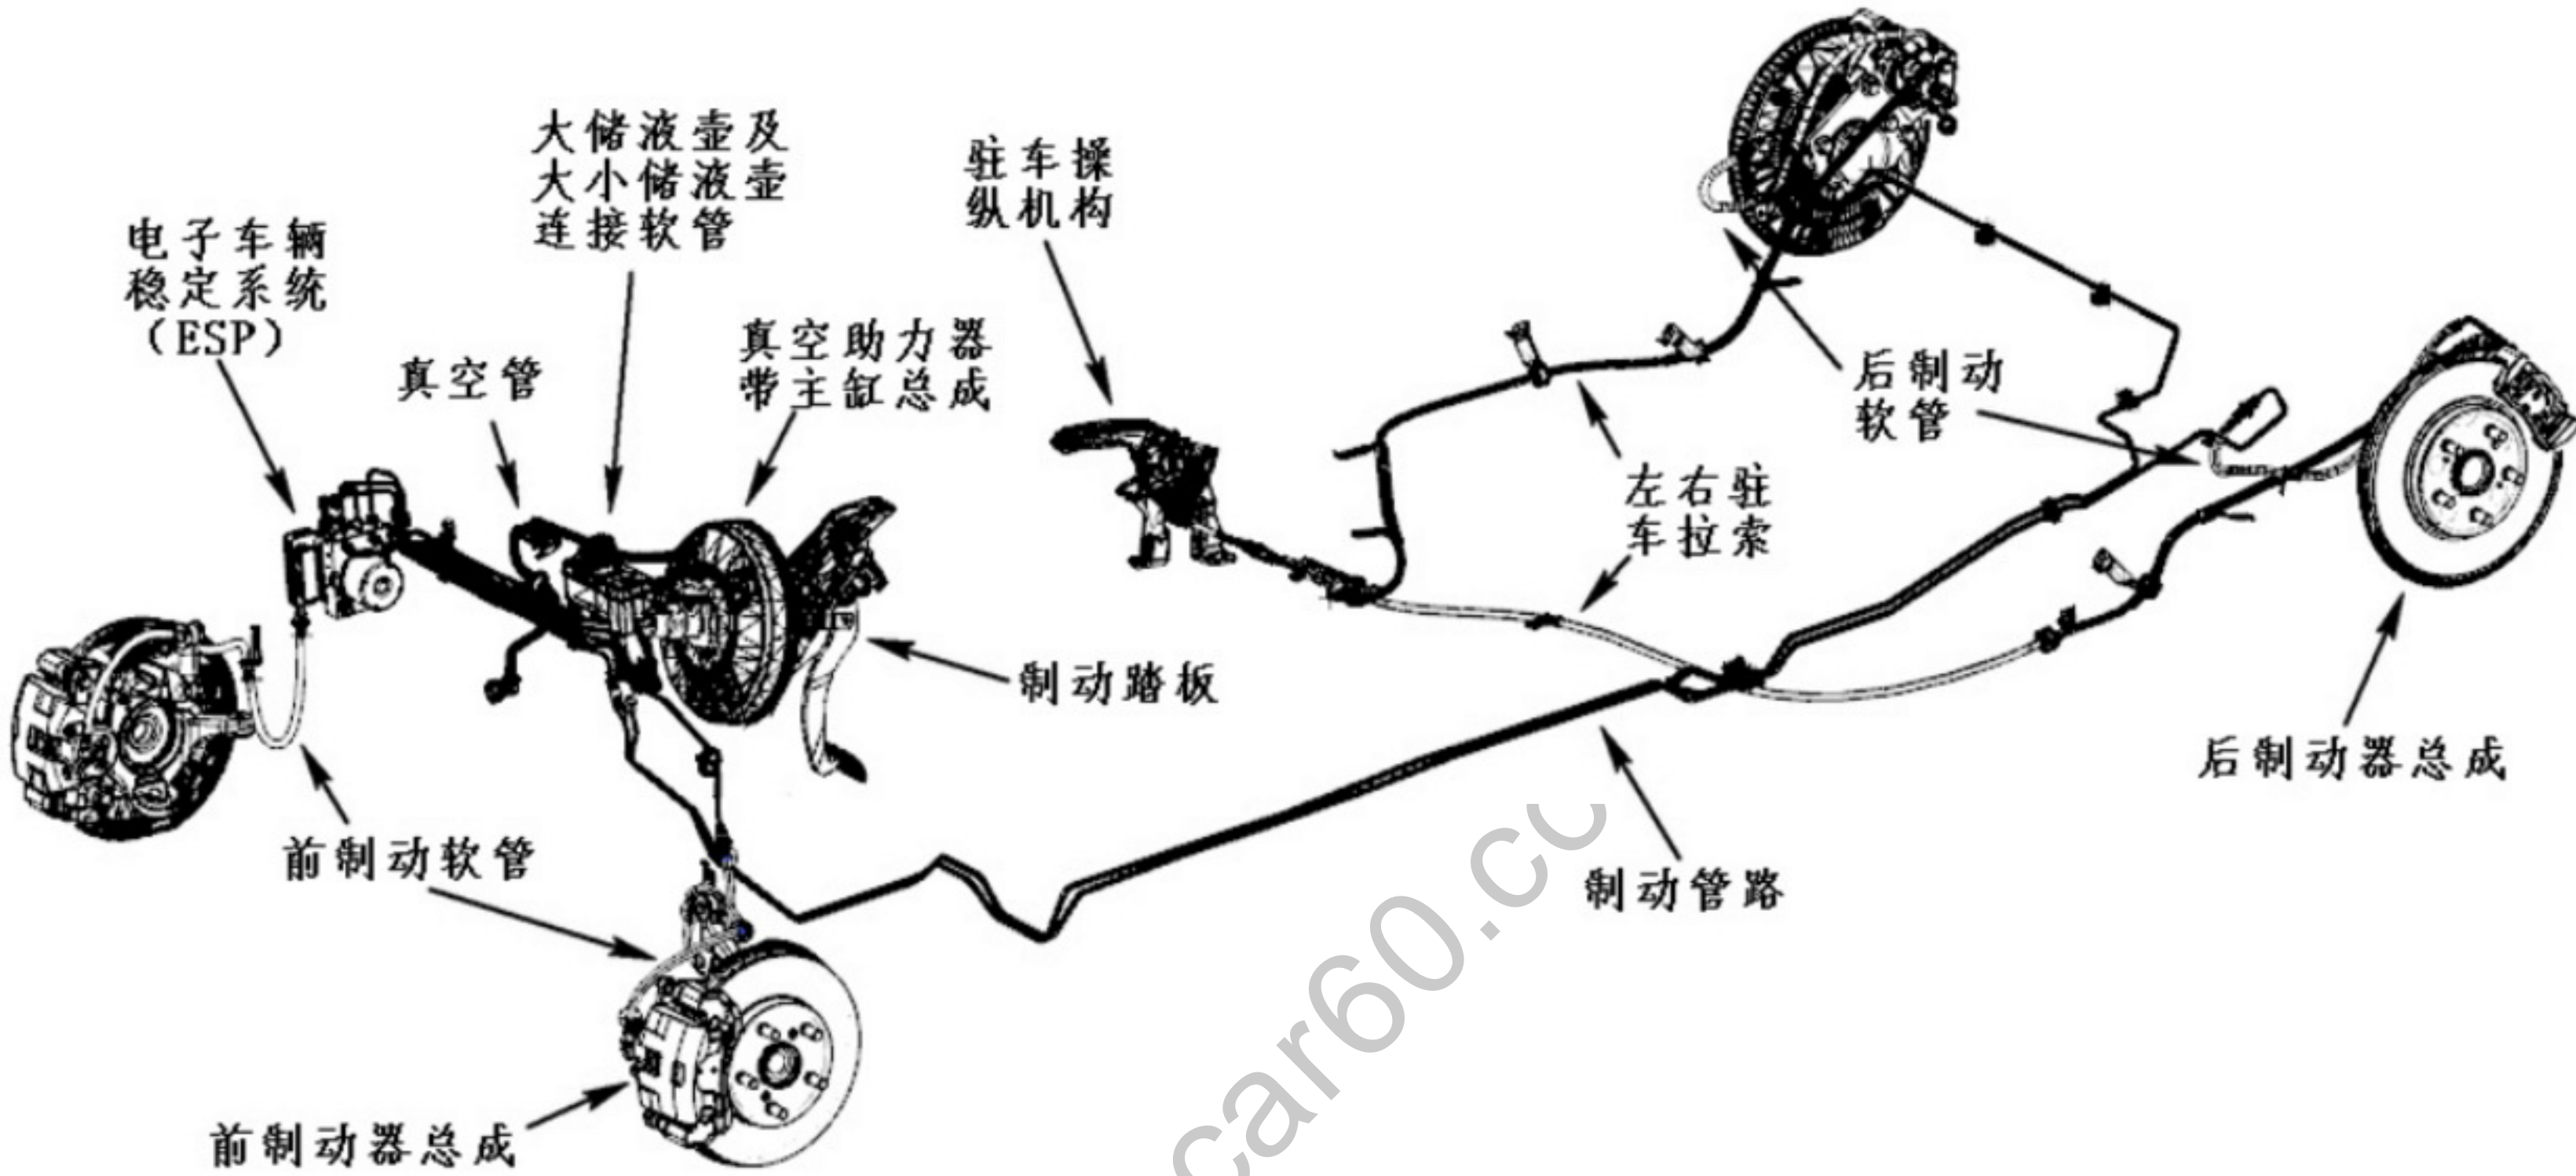 大储液壶及
大小储液壶
连接软管
驻车操
纵机构
电子车辆
稳定系统
（ESP）
真空管
真空助力器
带主缸总成
后制动
软管
左右驻
车拉索
制动踏板
后制动器总成
前制动软管
制动管路
前制动器总成
car60.cc